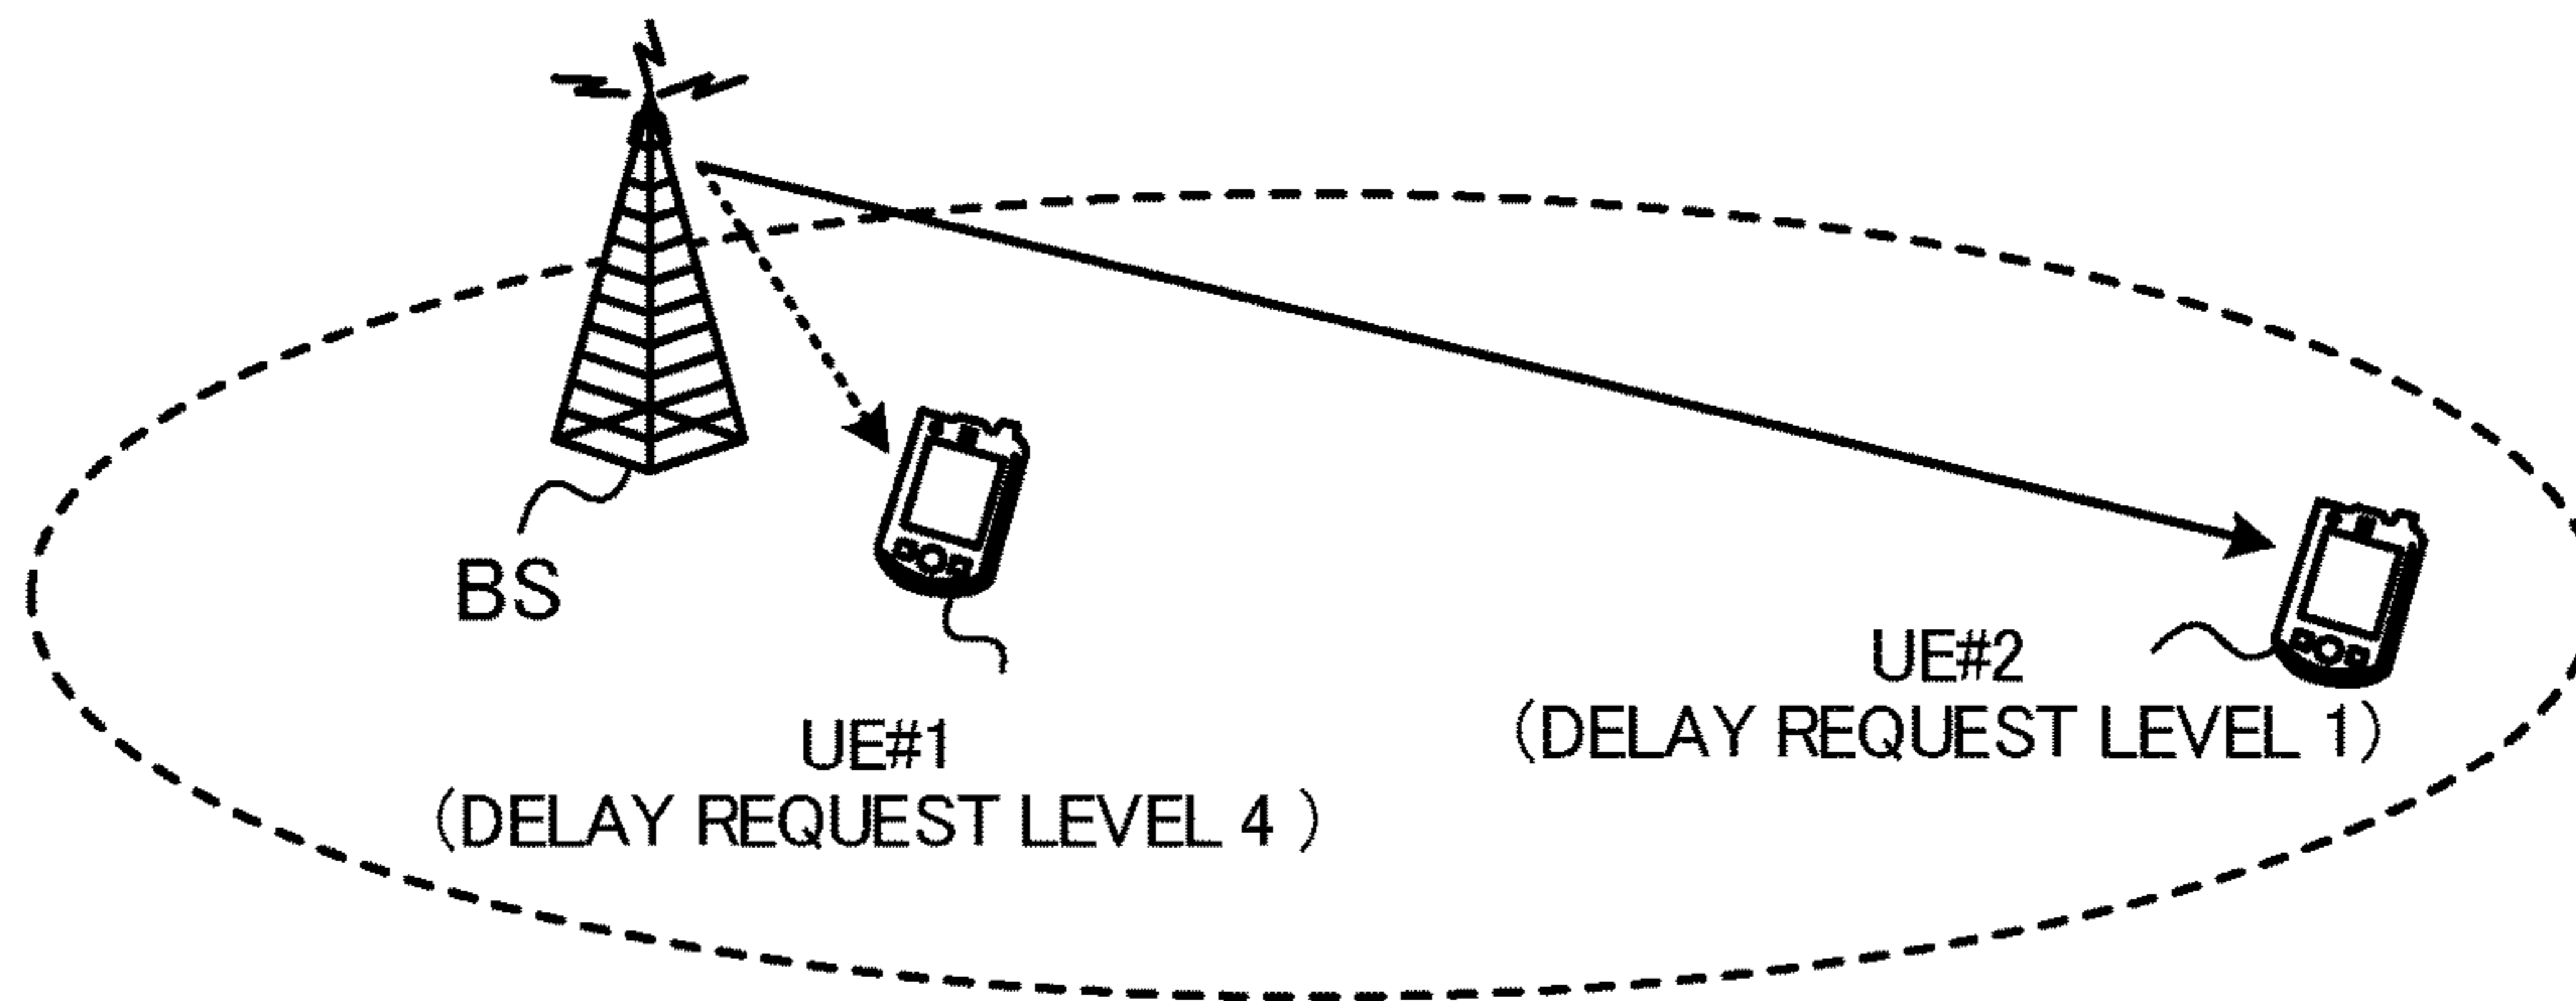 BS
UE#1
(DELAY REQUEST LEVEL 4 )
UE#2
(DELAY REQUEST LEVEL 1)